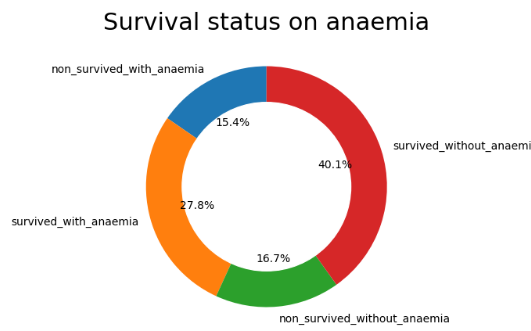 Survival status on anaemia
non_survived_with_anaemia
15.4%
survived_without_anaemi
40.1%
27.8%
survived_with_anaemia
16.7%
non_survived_without_anaemia